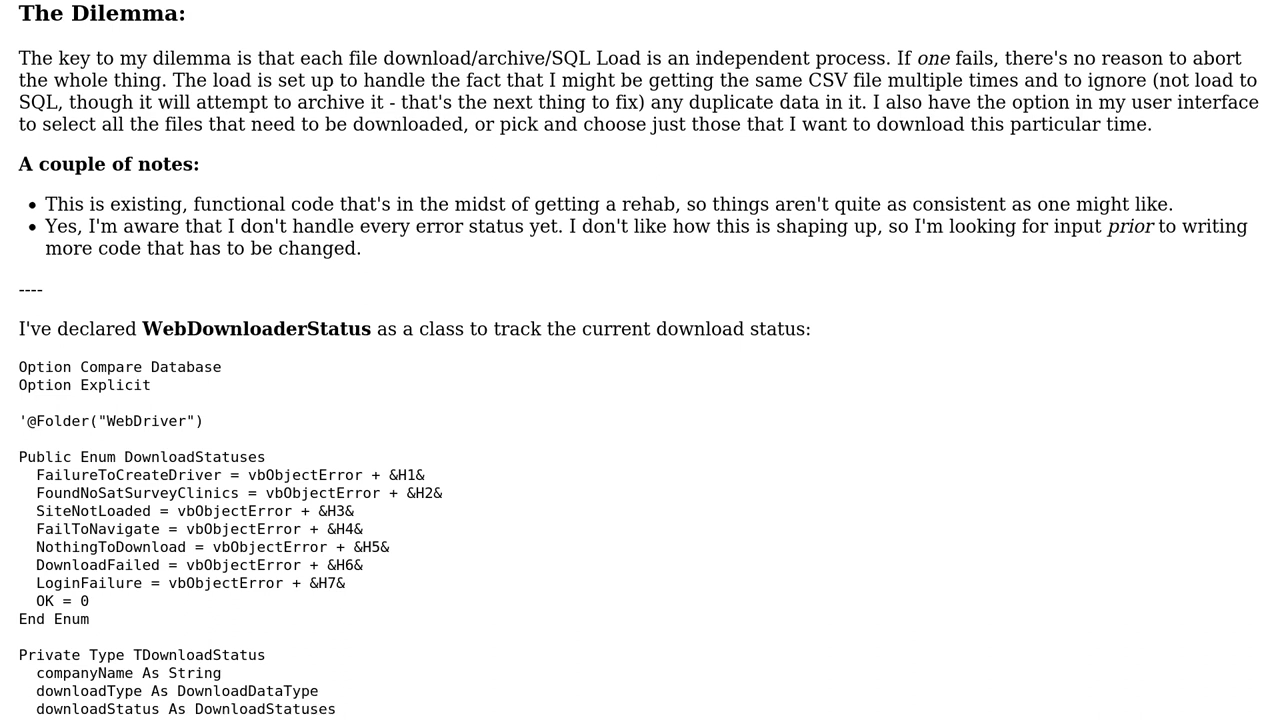 The Dilemma:
The key to my dilemma is that each file download/archive/SQL Load is an independent process. If one fails, there's no reason to abort
the whole thing. The load is set up to handle the fact that I might be getting the same CSV file multiple times and to ignore (not load to
SQL, though it will attempt to archive it - that's the next thing to fix) any duplicate data in it. I also have the option in my user interface
to select all the files that need to be downloaded, or pick and choose just those that I want to download this particular time.
A couple of notes:
• This is existing, functional code that's in the midst of getting a rehab, so things aren't quite as consistent as one might like.
• Yes, I'm aware that I don't handle every error status yet. I don't like how this is shaping up, so I'm looking for input prior to writing
more code that has to be changed.
----
I've declared WebDownloaderStatus as a class to track the current download status:
Option Compare Database
Option Explicit
'@Folder("WebDriver")
Public Enum DownloadStatuses
  FailureToCreateDriver = vbObjectError + &H1&
  FoundNoSatSurveyClinics = vbObjectError + &H2&
  SiteNotLoaded = vbObjectError + &H3&
  FailToNavigate = vbObjectError + &H4&
  NothingToDownload = vbObjectError + &H5&
  DownloadFailed = vbObjectError + &H6&
  LoginFailure = vbObjectError + &H7&
  OK = 0
End Enum
Private Type TDownloadStatus
  companyName As String
  downloadType As DownloadDataType
  downloadStatus As DownloadStatuses